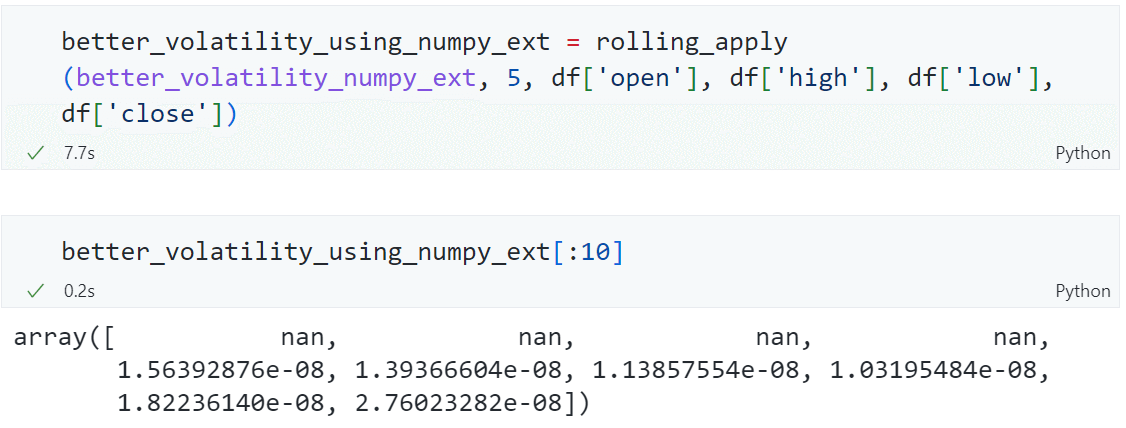 better_volatility_using_numpy_ext = rolling_apply
(better_volatility_numpy_ext, 5, df['open'], df['high'], df['low'],
df['close'])
7.7s Python
better_volatility_using_numpy_ext[:10]
0.2s Python
array([ nan, nan, nan, nan,
1.56392876e-08, 1.39366604e-08, 1.13857554e-08, 1.03195484e-08,
1.82236140e-08, 2.76023282e-08])